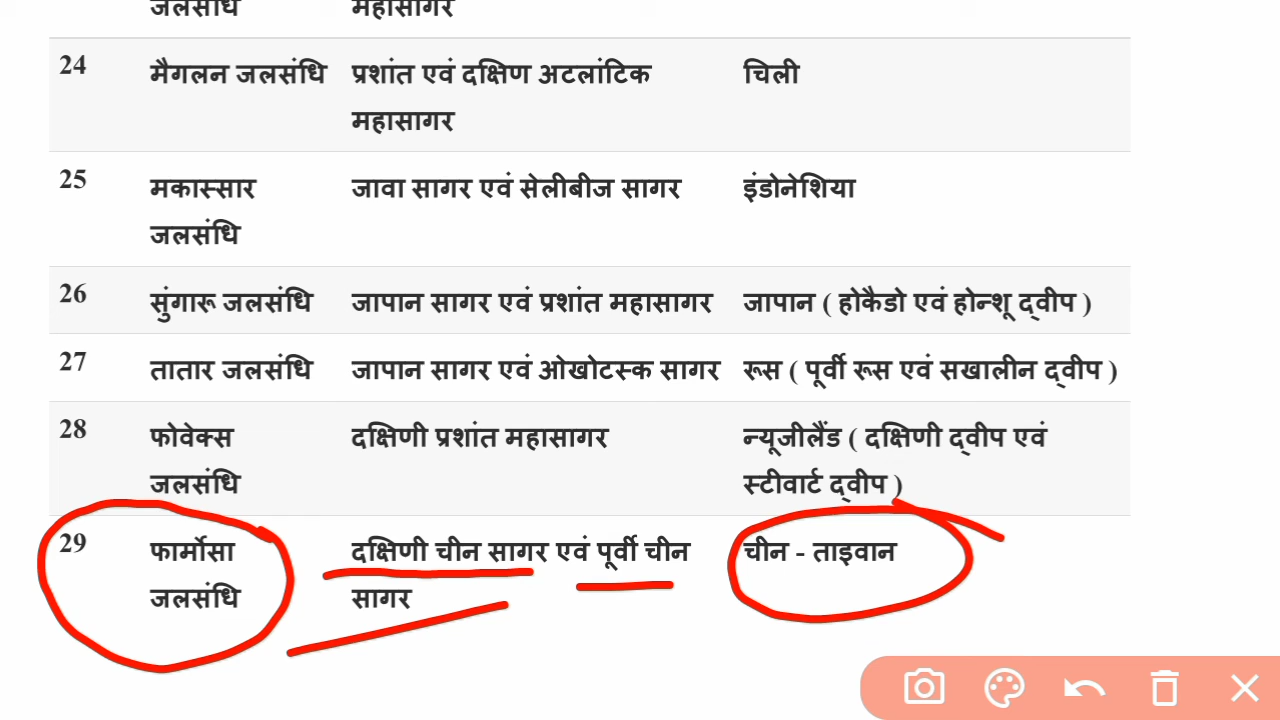 जलसंधि महासागर
24 मैगलन जलसंधि प्रशांत एवं दक्षिण अटलांटिक चिली
महासागर
25 मकास्सार जावा सागर एवं सेलीबीज सागर इंडोनेशिया
जलसंधि
26 सुंगारू जलसंधि जापान सागर एवं प्रशांत महासागर जापान ( होकैडो एवं होन्शू द्वीप )
27 तातार जलसंधि जापान सागर एवं ओखोटस्क सागर रूस ( पूर्वी रूस एवं सखालीन द्वीप )
28 फोवेक्स दक्षिणी प्रशांत महासागर न्यूजीलैंड ( दक्षिणी द्वीप एवं
जलसंधि स्टीवार्ट द्वीप )
29 फार्मोसा दक्षिणी चीन सागर एवं पूर्वी चीन चीन - ताइवान
जलसंधि सागर